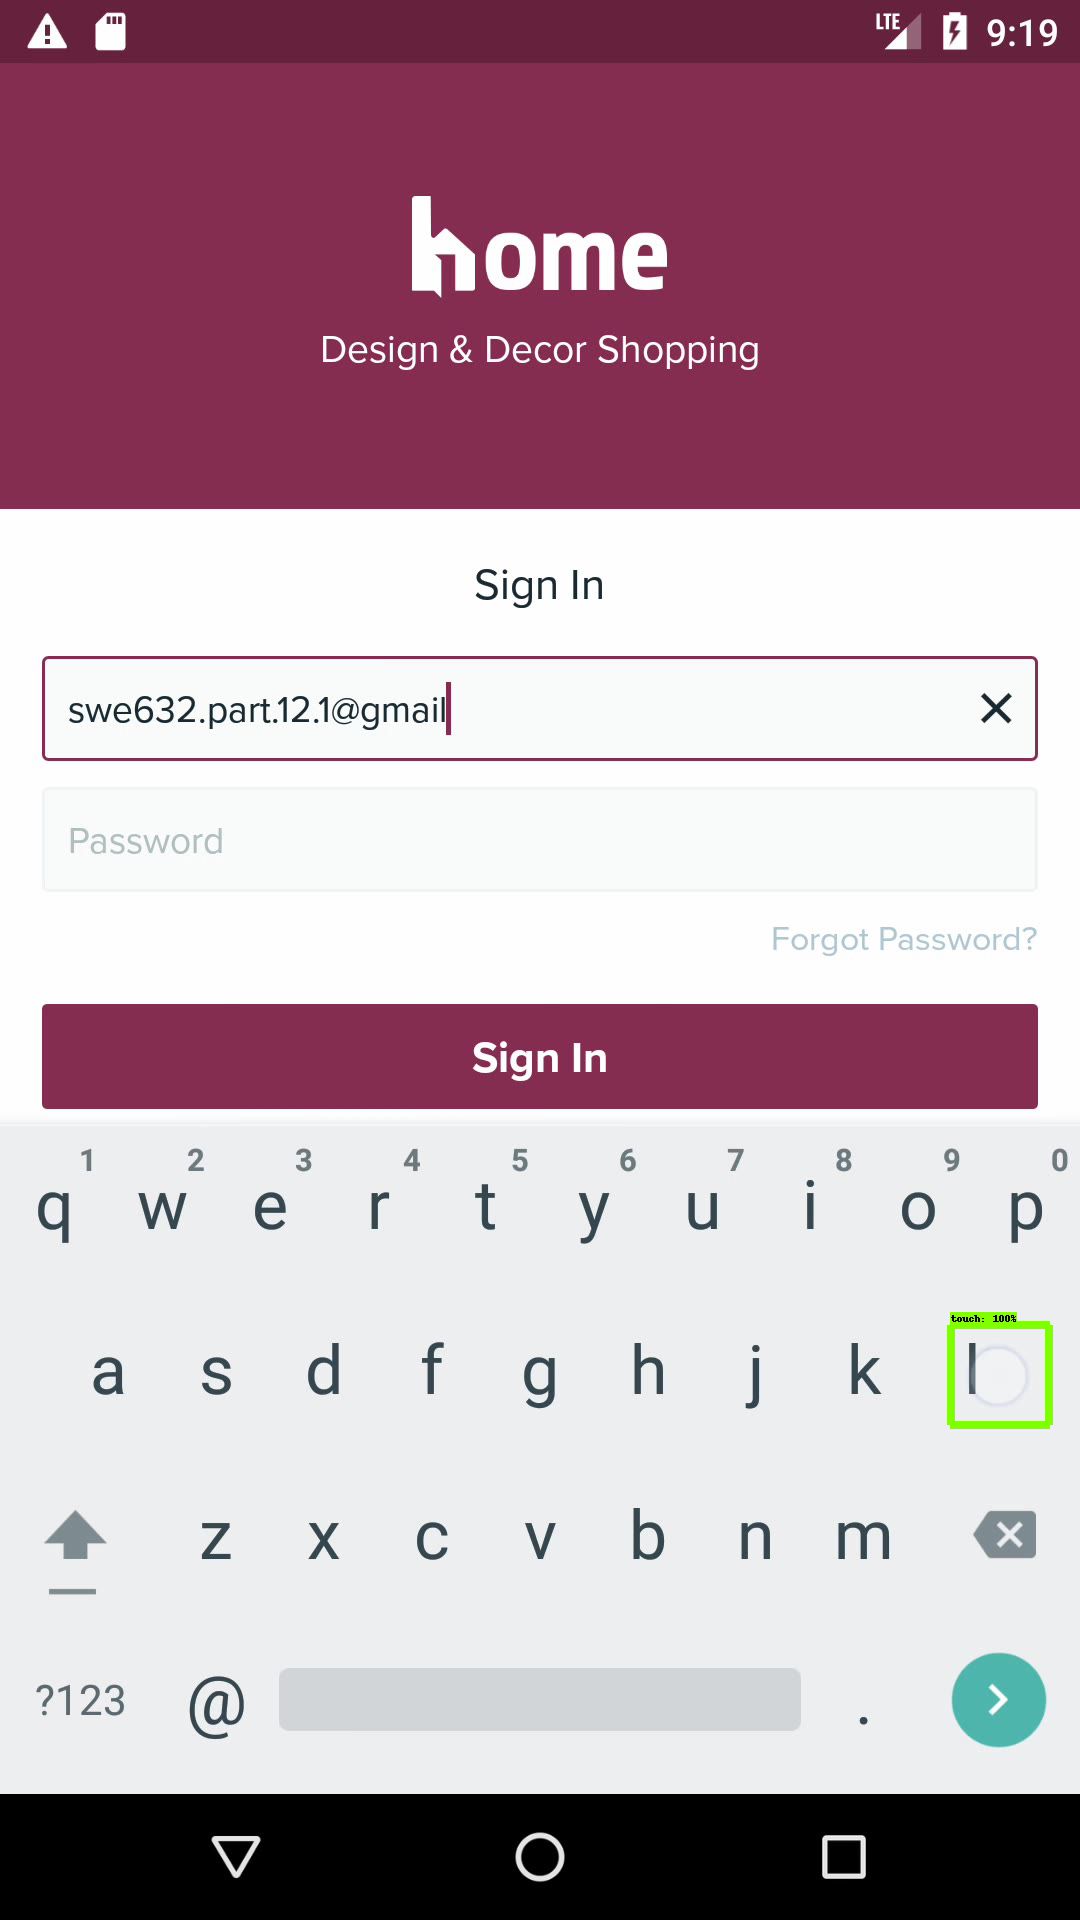 LTE 9:19
home
Design & Decor Shopping
Sign In
swe632.part.12.1@gmail
Password
Forgot Password?
Sign In
1 2 3 4 5 6 7 8 9 0
q w e r t y u i o p
touch: 100%
a s d f g h j k l
z x c v b n m
?123 @ .